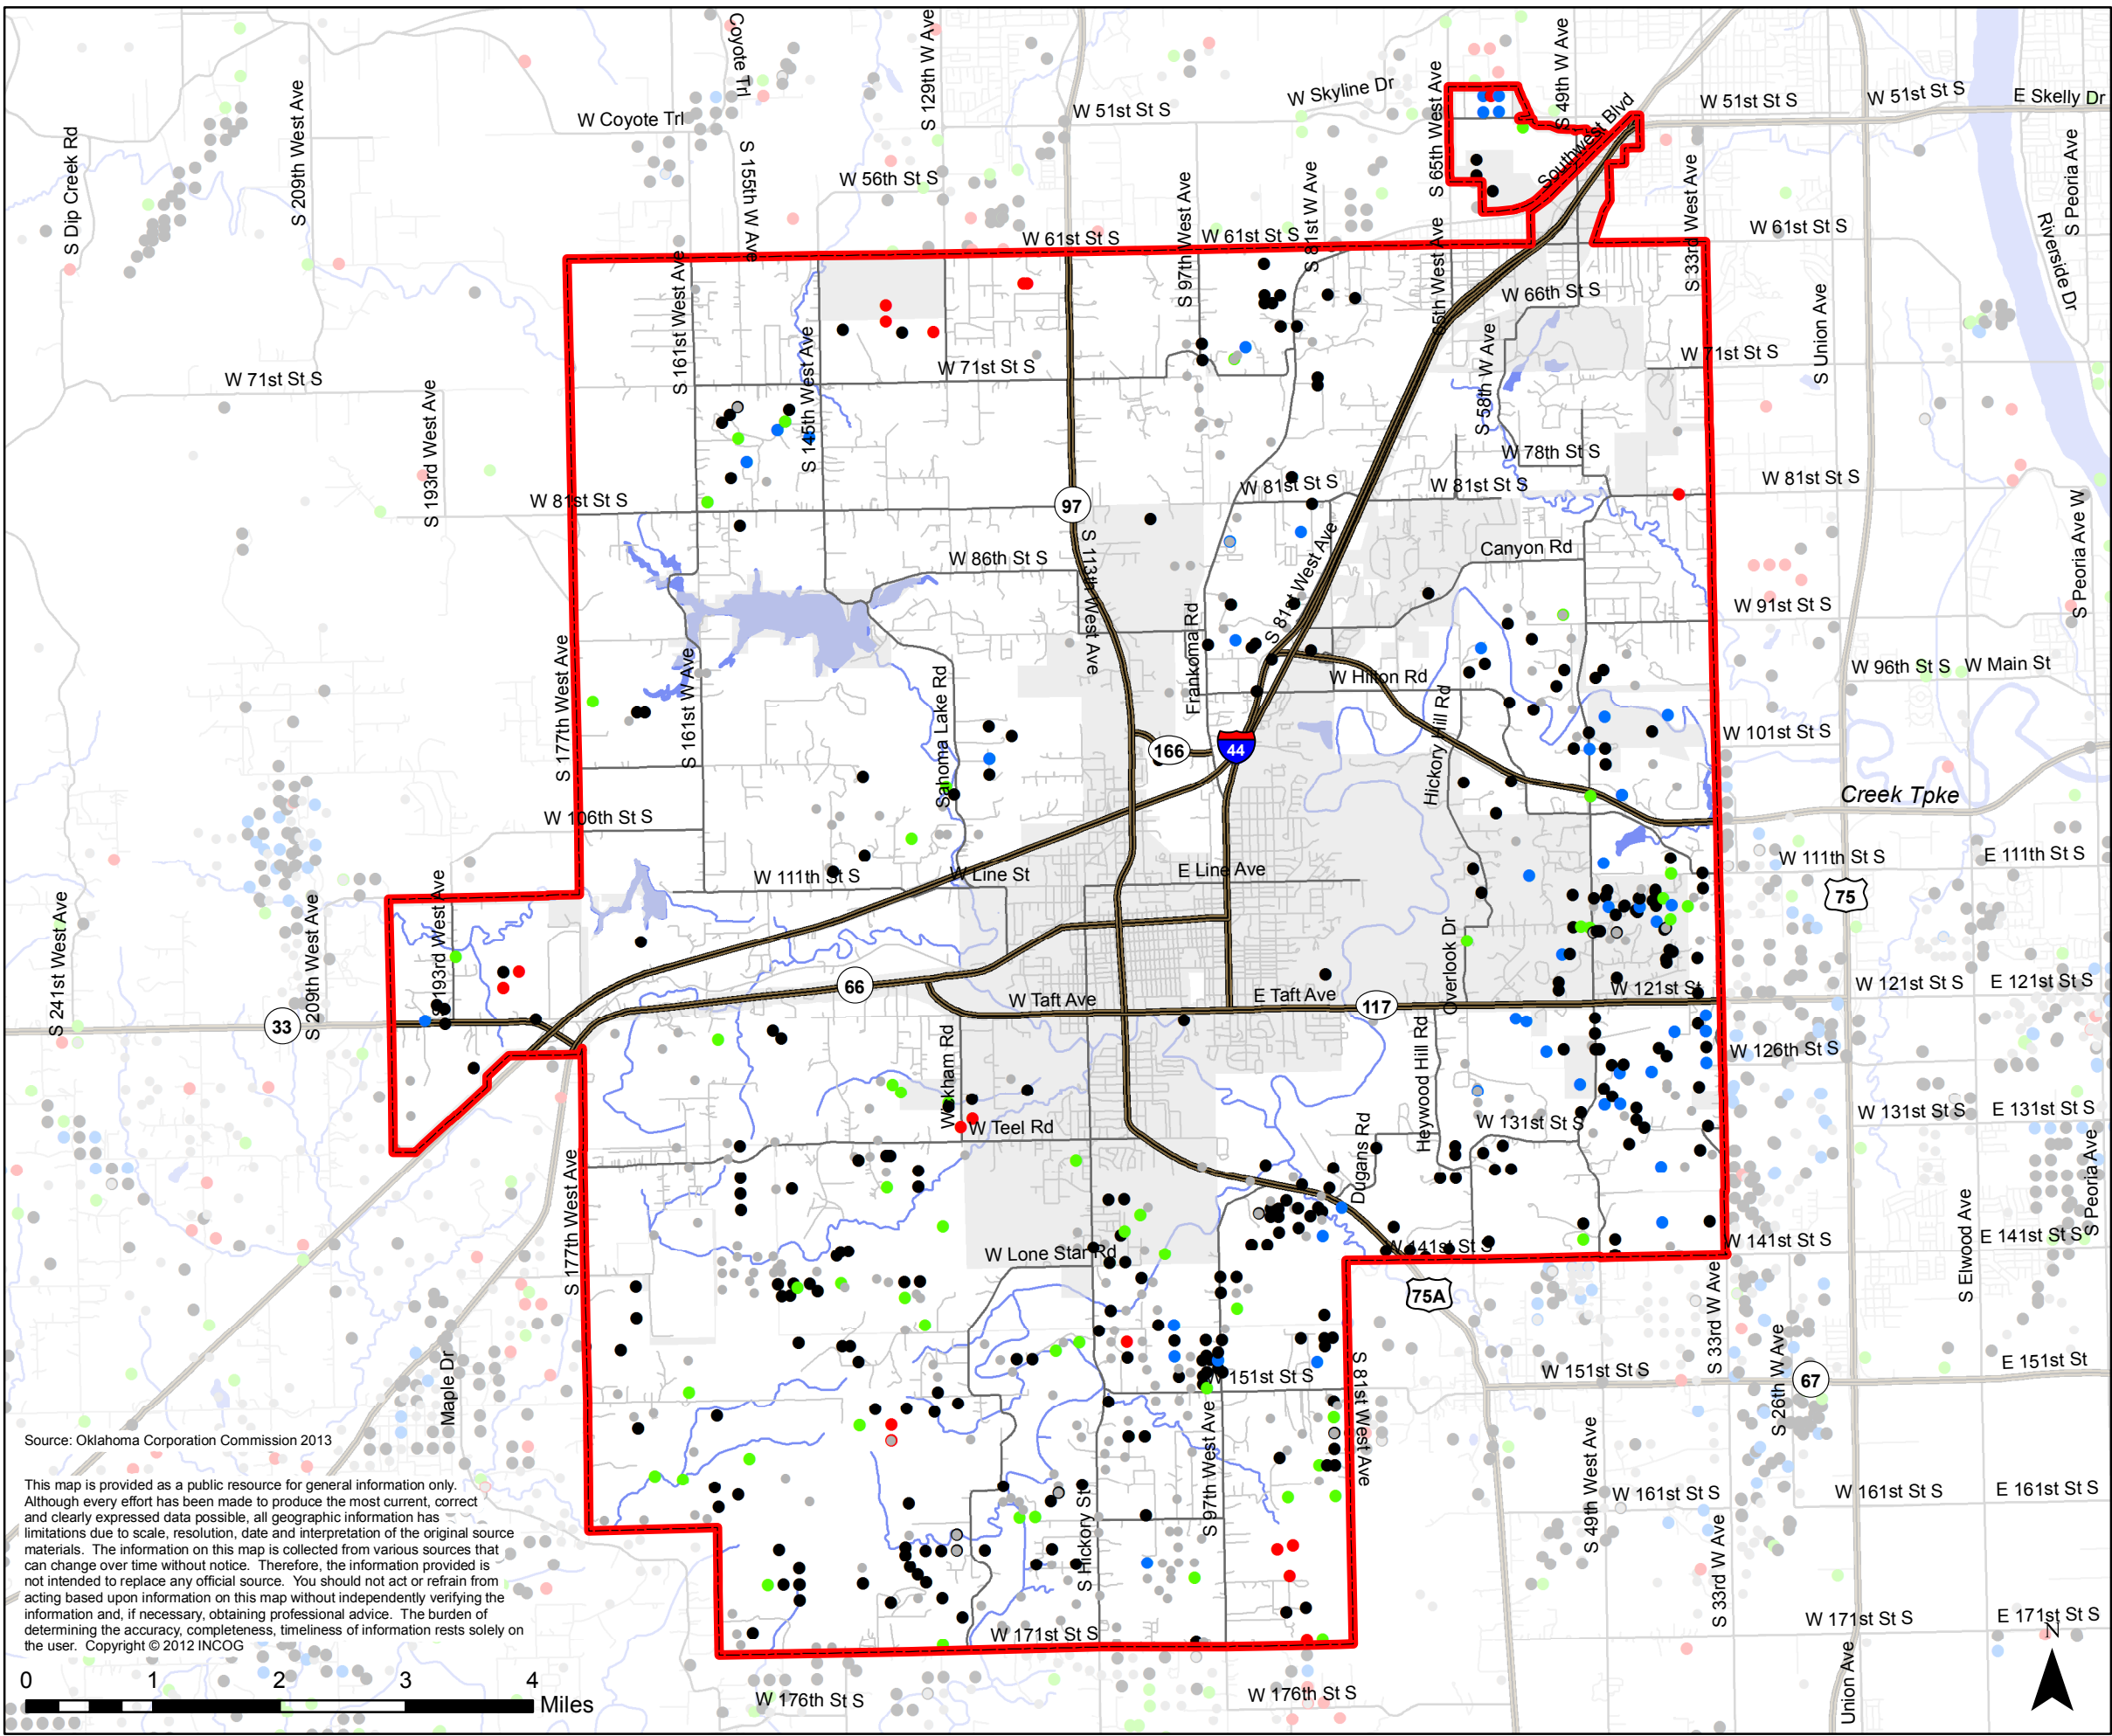 Coyote Trl
S 129th W Ave
S 49th W Ave
W Skyline Dr
W 51st St S
W 51st St S
W 51st St S
E Skelly Dr
W Coyote Trl
S 65th West Ave
Southwest Blvd
S Dip Creek Rd
S 209th West Ave
S 155th W Ave
W 56th St S
S 97th West Ave
S 81st W Ave
S 33rd West Ave
S Peoria Ave
Riverside Dr
W 61st St S
W 61st St S
W 61st St S
S 161st West Ave
65th West Ave
W 66th St S
S Union Ave
W 71st St S
W 71st St S
W 71st St S
S 145th West Ave
S 58th W Ave
S 193rd West Ave
W 78th St S
W 81st St S
W 81st St S
W 81st St S
W 81st St S
97
S Peoria Ave W
S 113th West Ave
W 86th St S
Canyon Rd
S 81st West Ave
W 91st St S
Frankoma Rd
S 177th West Ave
S 161st W Ave
Sahoma Lake Rd
W Hilton Rd
Hickory Hill Rd
W 96th St S
W Main St
W 101st St S
166
44
Creek Tpke
W 106th St S
W 111th St S
W Line St
E Line Ave
W 111th St S
E 111th St S
75
S 241st West Ave
S 209th West Ave
S 193rd West Ave
Overlook Dr
66
33
W Taft Ave
E Taft Ave
117
W 121st St
W 121st St S
E 121st St S
W 126th St S
Wickham Rd
Heywood Hill Rd
W Teel Rd
W 131st St S
W 131st St S
E 131st St S
Dugans Rd
S 177th West Ave
S Elwood Ave
S Peoria Ave
W Lone Star Rd
W 141st St S
W 141st St S
E 141st St S
75A
S 33rd W Ave
S 26th W Ave
Maple Dr
W 151st St S
W 151st St S
E 151st St
67
S 81st West Ave
S 97th West Ave
S 49th West Ave
S Hickory St
W 161st St S
W 161st St S
E 161st St S
S 33rd W Ave
W 171st St S
W 171st St S
E 171st St S
W 176th St S
W 176th St S
Union Ave
N
Source: Oklahoma Corporation Commission 2013
This map is provided as a public resource for general information only.
Although every effort has been made to produce the most current, correct
and clearly expressed data possible, all geographic information has
limitations due to scale, resolution, date and interpretation of the original source
materials. The information on this map is collected from various sources that
can change over time without notice. Therefore, the information provided is
not intended to replace any official source. You should not act or refrain from
acting based upon information on this map without independently verifying the
information and, if necessary, obtaining professional advice. The burden of
determining the accuracy, completeness, timeliness of information rests solely on
the user. Copyright © 2012 INCOG
0 1 2 3 4
Miles